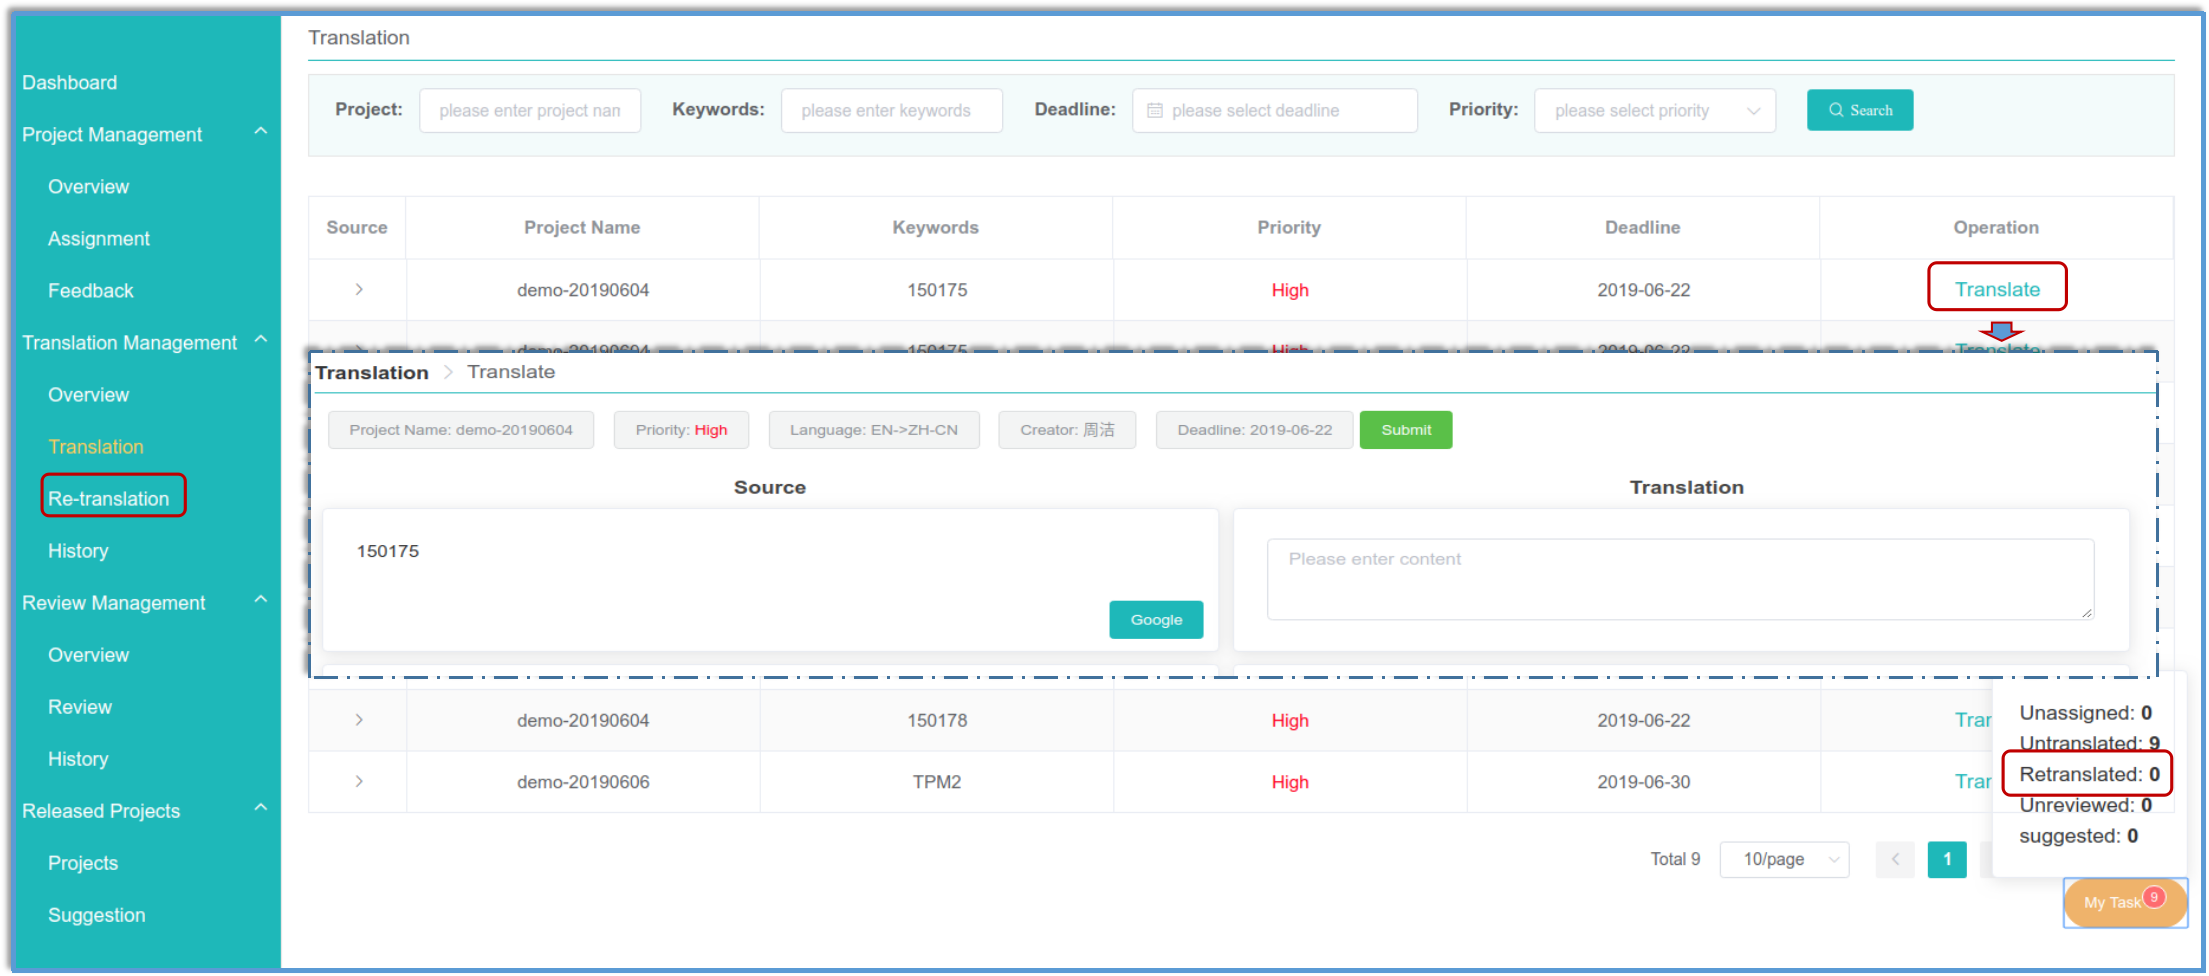 Translation
Dashboard
Project Management
Overview
Assignment
Feedback
Translation Management
Overview
Translation
Re-translation
History
Review Management
Overview
Review
History
Released Projects
Projects
Suggestion
Project: please enter project nan Keywords: please enter keywords Deadline: please select deadline Priority: please select priority Search
Source Project Name Keywords Priority Deadline Operation
demo-20190604 150175 High 2019-06-22 Translate
demo-20190604 150175 High 2019-06-22 Translate
Translation > Translate
Project Name: demo-20190604 Priority: High Language: EN->ZH-CN Creator: 周洁 Deadline: 2019-06-22 Submit
Source Translation
150175
Please enter content
Google
demo-20190604 150178 High 2019-06-22 Tran
demo-20190606 TPM2 High 2019-06-30 Tran
Unassigned: 0
Untranslated: 9
Retranslated: 0
Unreviewed: 0
suggested: 0
Total 9 10/page < 1
My Task 9